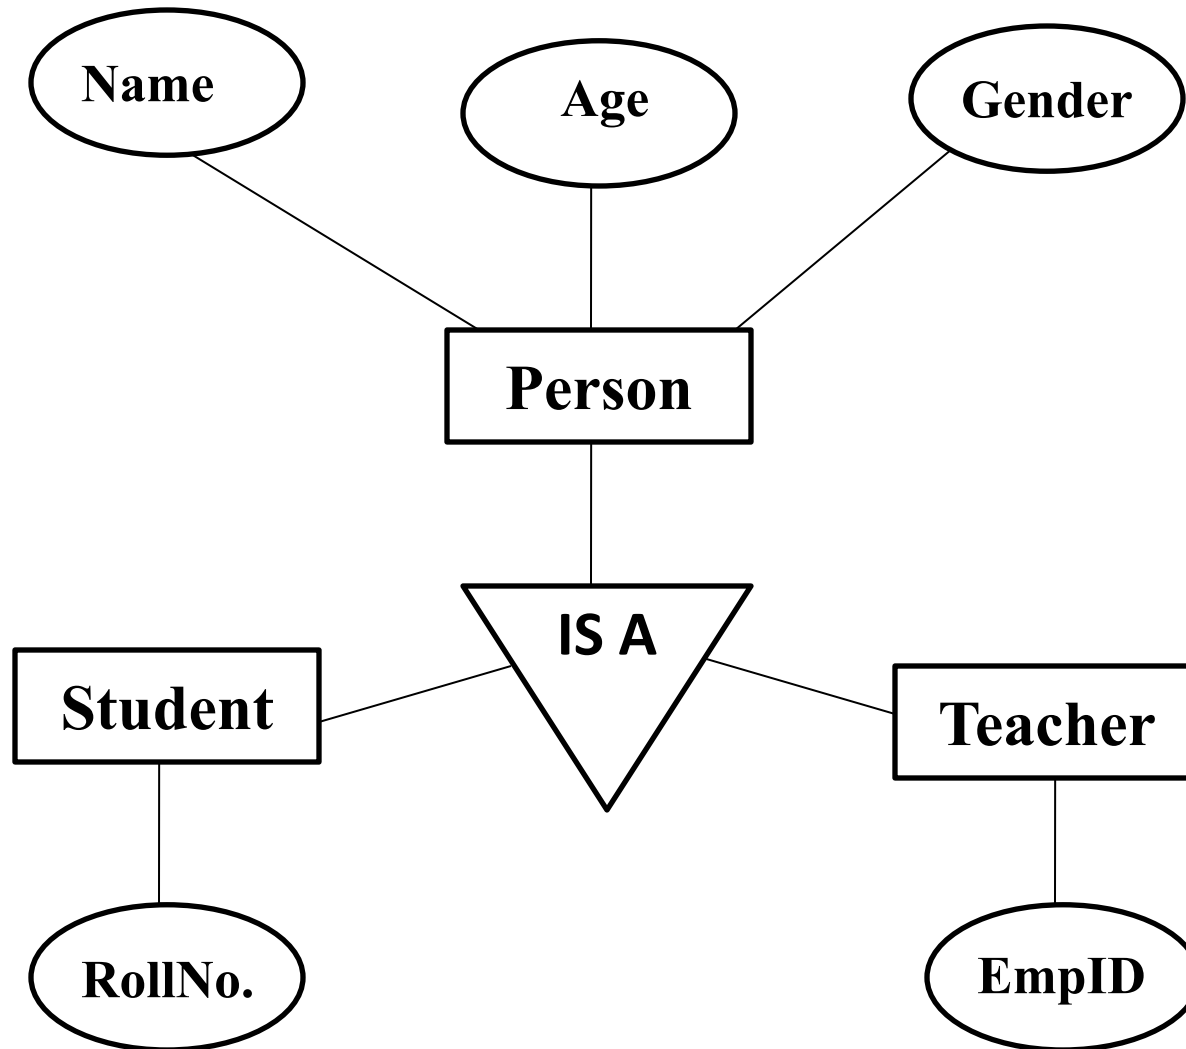 Name
Age
Gender
Person
IS A
Student
Teacher
RollNo.
EmpID